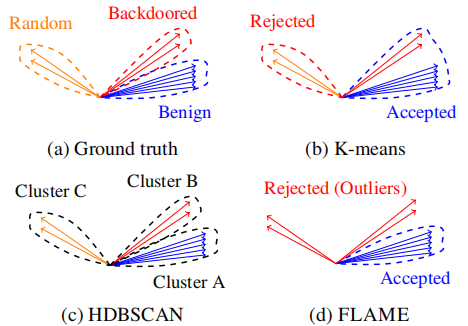 Random
Backdoored
Benign
(a) Ground truth
Rejected
Accepted
(b) K-means
Cluster C
Cluster B
Cluster A
(c) HDBSCAN
Rejected (Outliers)
Accepted
(d) FLAME